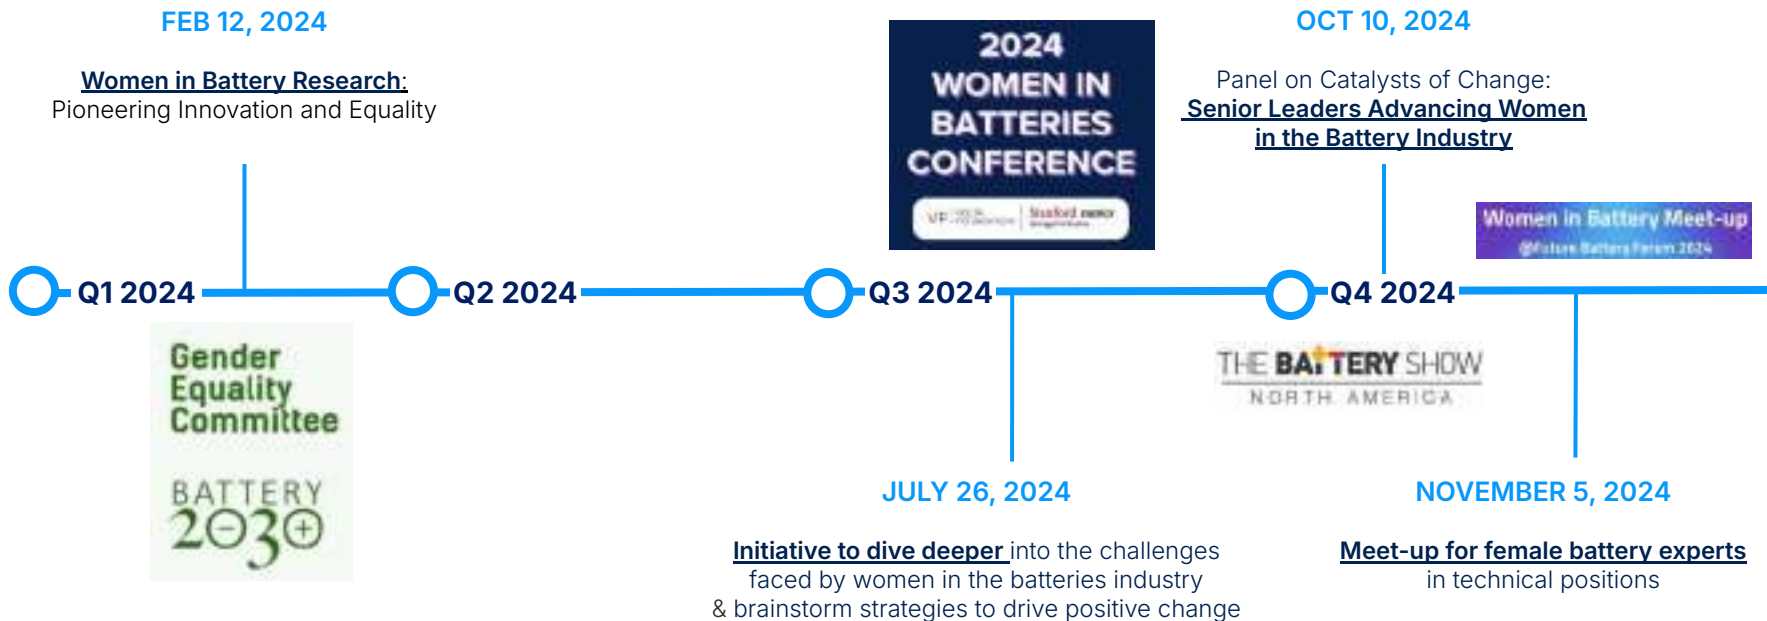 FEB 12, 2024
Women in Battery Research:
Pioneering Innovation and Equality
2024
WOMEN IN
BATTERIES
CONFERENCE
OCT 10, 2024
Panel on Catalysts of Change:
Senior Leaders Advancing Women
in the Battery Industry
Women in Battery Meet-up
@Future Battery Forum 2024
Q1 2024
Q2 2024
Q3 2024
Q4 2024
Gender
Equality
Committee
BATTERY
2030
THE BATTERY SHOW
NORTH AMERICA
JULY 26, 2024
Initiative to dive deeper into the challenges
faced by women in the batteries industry
& brainstorm strategies to drive positive change
NOVEMBER 5, 2024
Meet-up for female battery experts
in technical positions